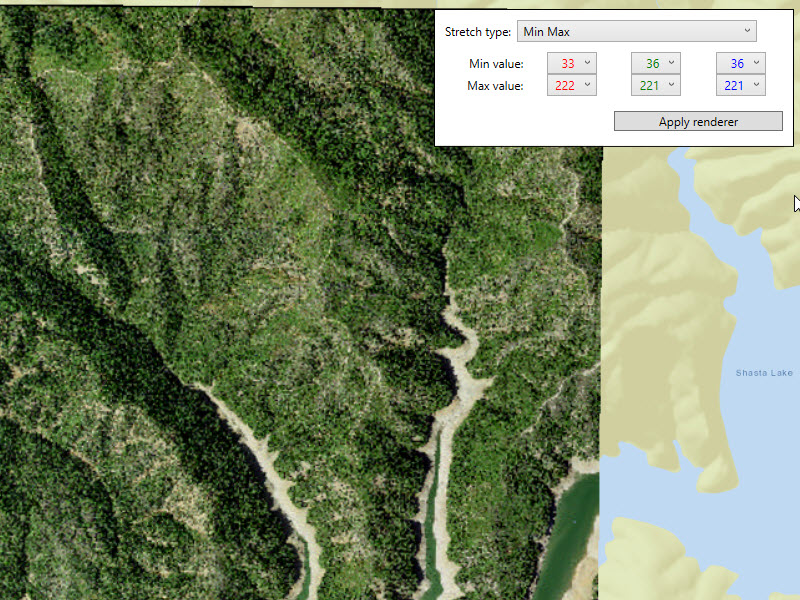 Stretch type: Min Max
Min value: 33 36 36
Max value: 222 221 221
Apply renderer
Shasta Lake